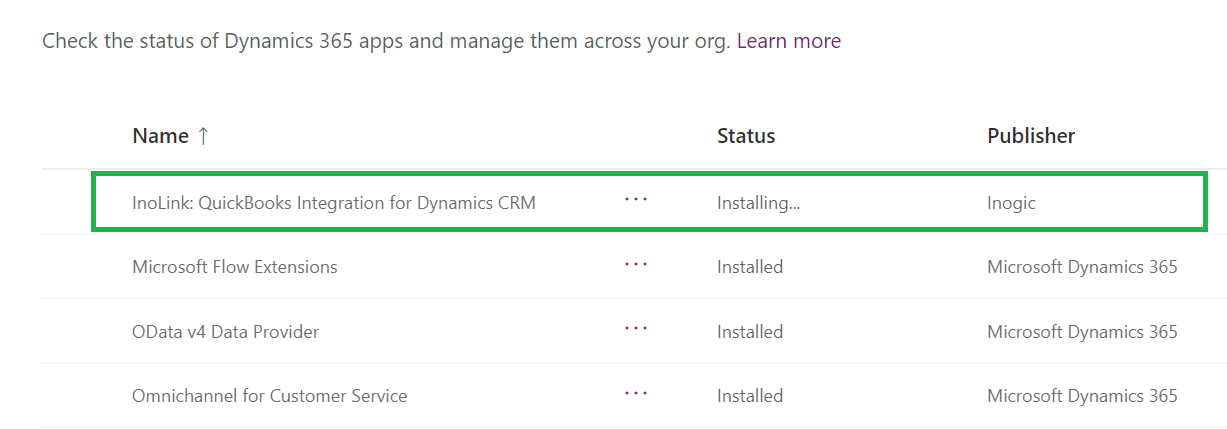 Check the status of Dynamics 365 apps and manage them across your org. Learn more
Name ↑ Status Publisher
InoLink: QuickBooks Integration for Dynamics CRM ... Installing... Inogic
Microsoft Flow Extensions ... Installed Microsoft Dynamics 365
OData v4 Data Provider ... Installed Microsoft Dynamics 365
Omnichannel for Customer Service ... Installed Microsoft Dynamics 365